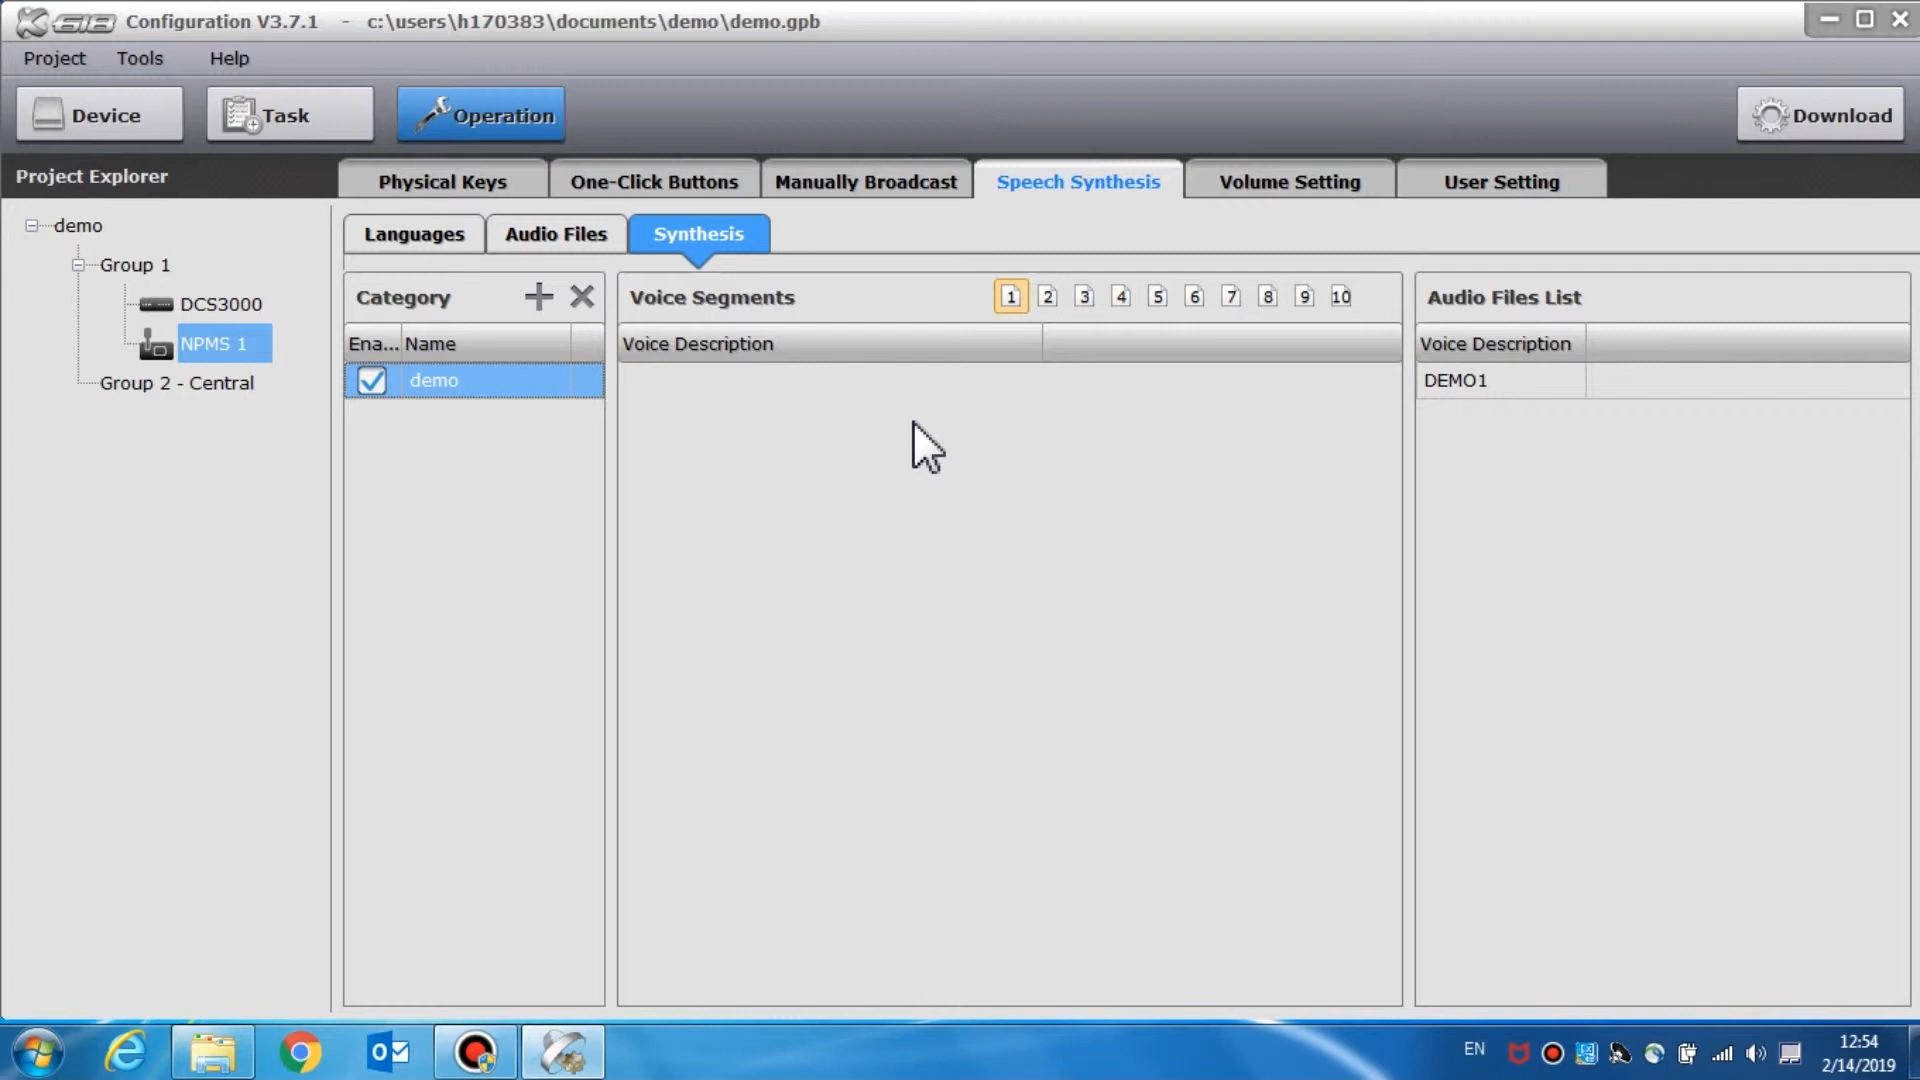 X-618 Configuration V3.7.1 - c:\users\h170383\documents\demo\demo.gpb
Project Tools Help
Device Task Operation Download
Project Explorer
Physical Keys One-Click Buttons Manually Broadcast Speech Synthesis Volume Setting User Setting
demo
Group 1
DCS3000
NPMS 1
Group 2 - Central
Languages Audio Files Synthesis
Category
Ena... Name
demo
Voice Segments 1 2 3 4 5 6 7 8 9 10
Voice Description
Audio Files List
Voice Description
DEMO1
EN
12:54
2/14/2019